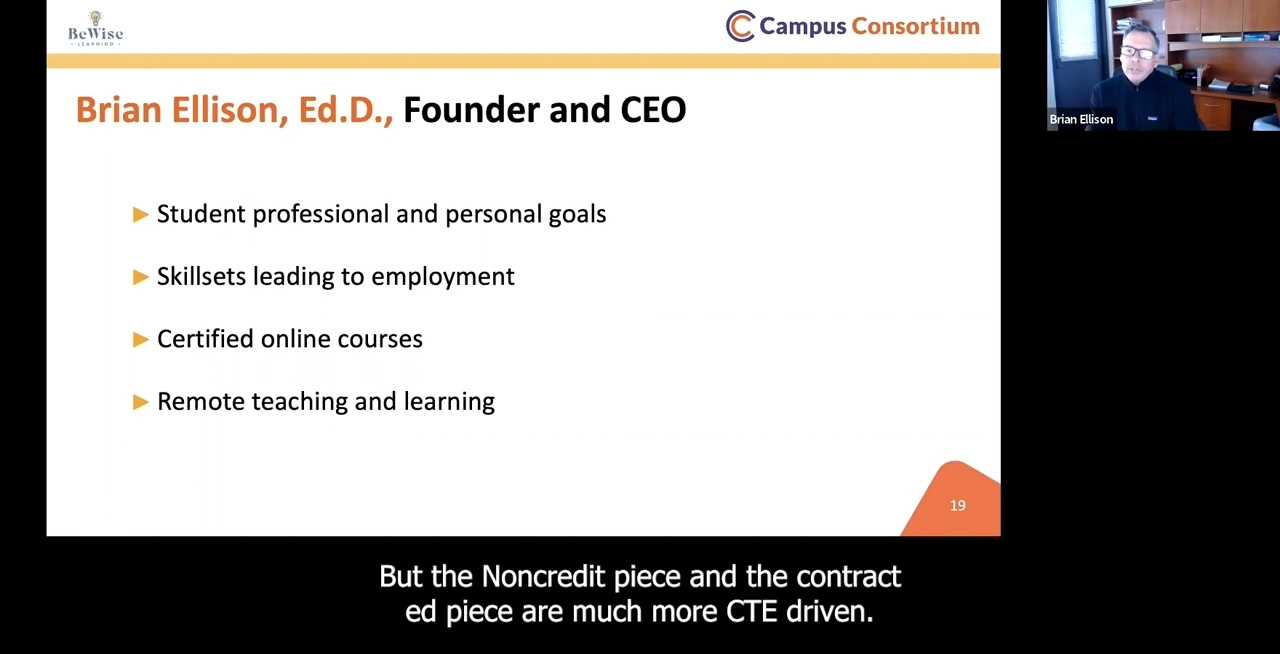 BeWise
LEARNING
Campus Consortium
Brian Ellison
Brian Ellison, Ed.D., Founder and CEO
Student professional and personal goals
Skillsets leading to employment
Certified online courses
Remote teaching and learning
19
But the Noncredit piece and the contract
ed piece are much more CTE driven.